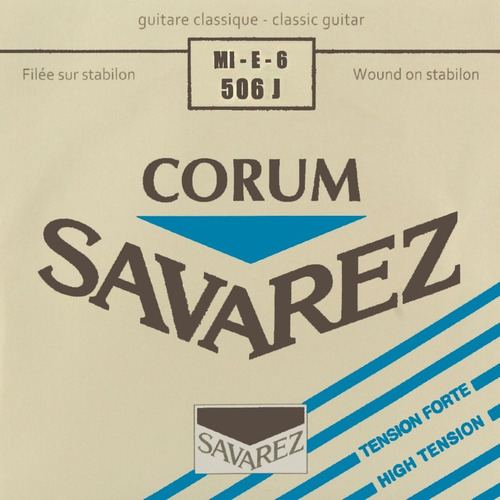 guitare classique - classic guitar
Filée sur stabilon
MI - E - 6
506 J
Wound on stabilon
CORUM
SAVAREZ
TENSION FORTE
HIGH TENSION
SAVAREZ